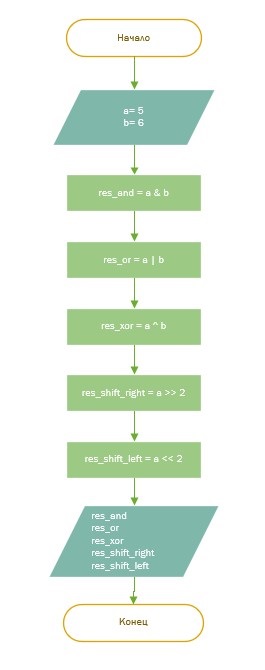 Начало
a= 5
b= 6
res_and = a & b
res_or = a | b
res_xor = a ^ b
res_shift_right = a >> 2
res_shift_left = a << 2
res_and
res_or
res_xor
res_shift_right
res_shift_left
Конец